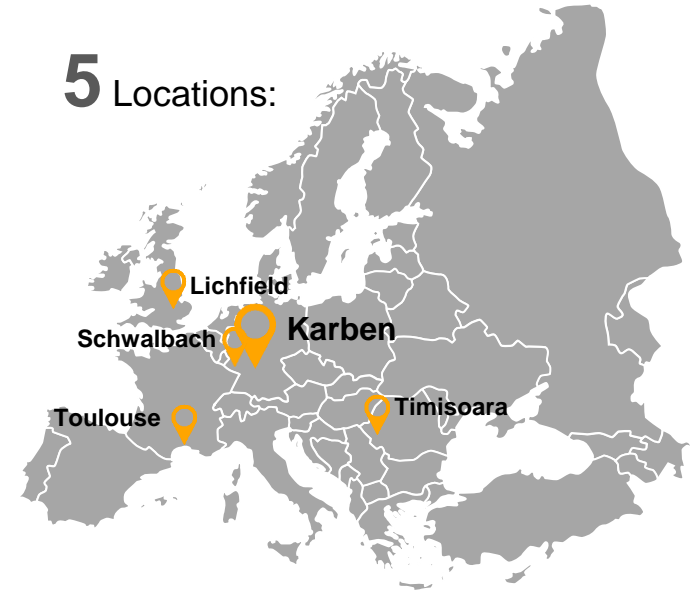 5 Locations:
Lichfield
Karben
Schwalbach
Timisoara
Toulouse